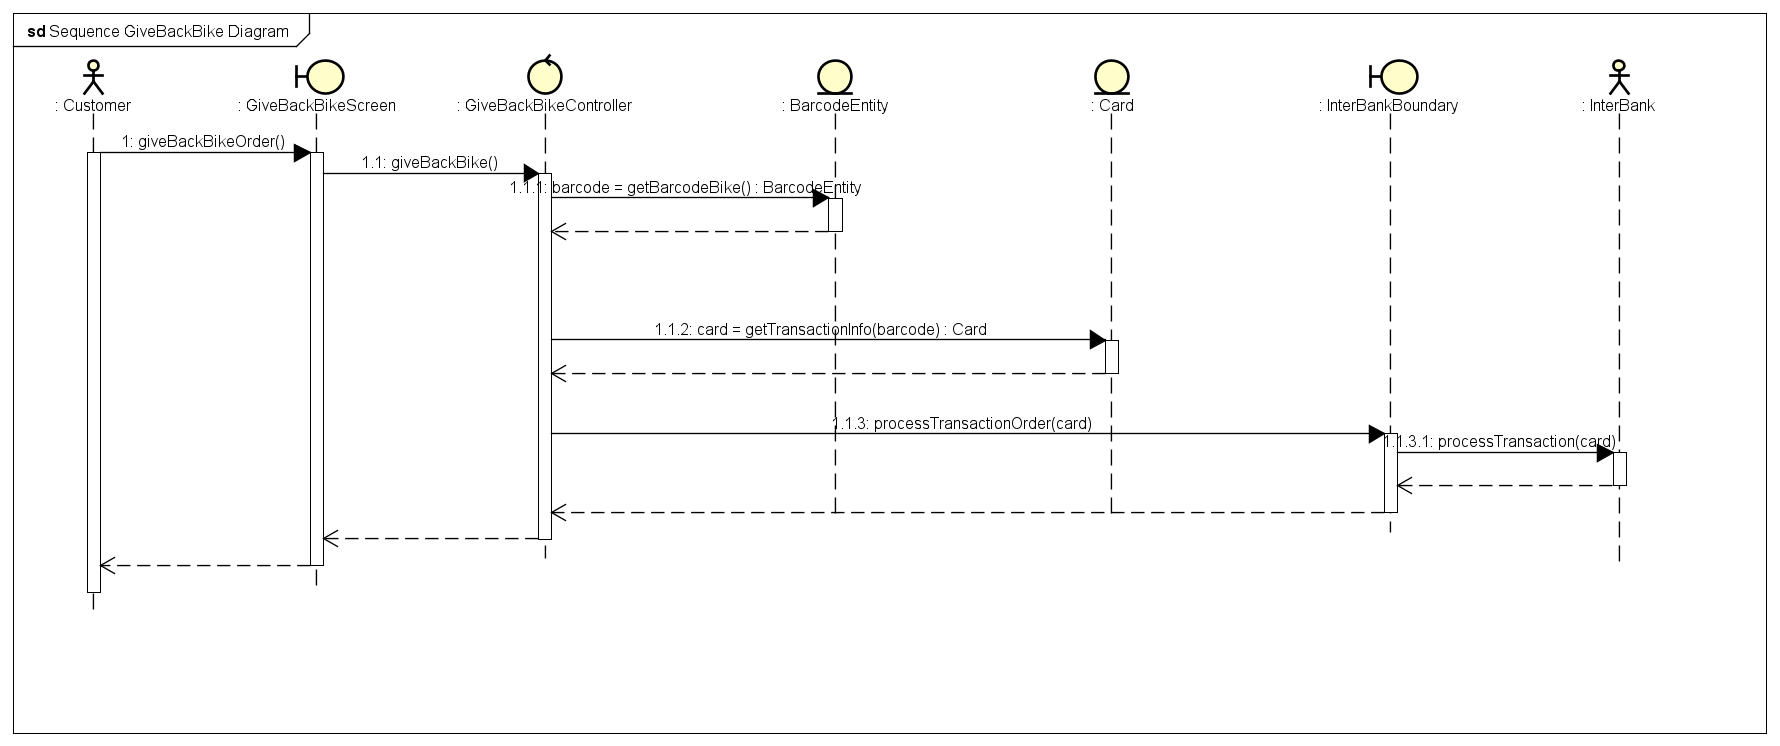 sd Sequence GiveBackBike Diagram
: Customer
: GiveBackBikeScreen
: GiveBackBikeController
: BarcodeEntity
: Card
: InterBankBoundary
: InterBank
1: giveBackBikeOrder()
1.1: giveBackBike()
1.1.1: barcode = getBarcodeBike() : BarcodeEntity
1.1.2: card = getTransactionInfo(barcode) : Card
1.1.3: processTransactionOrder(card)
1.1.3.1: processTransaction(card)